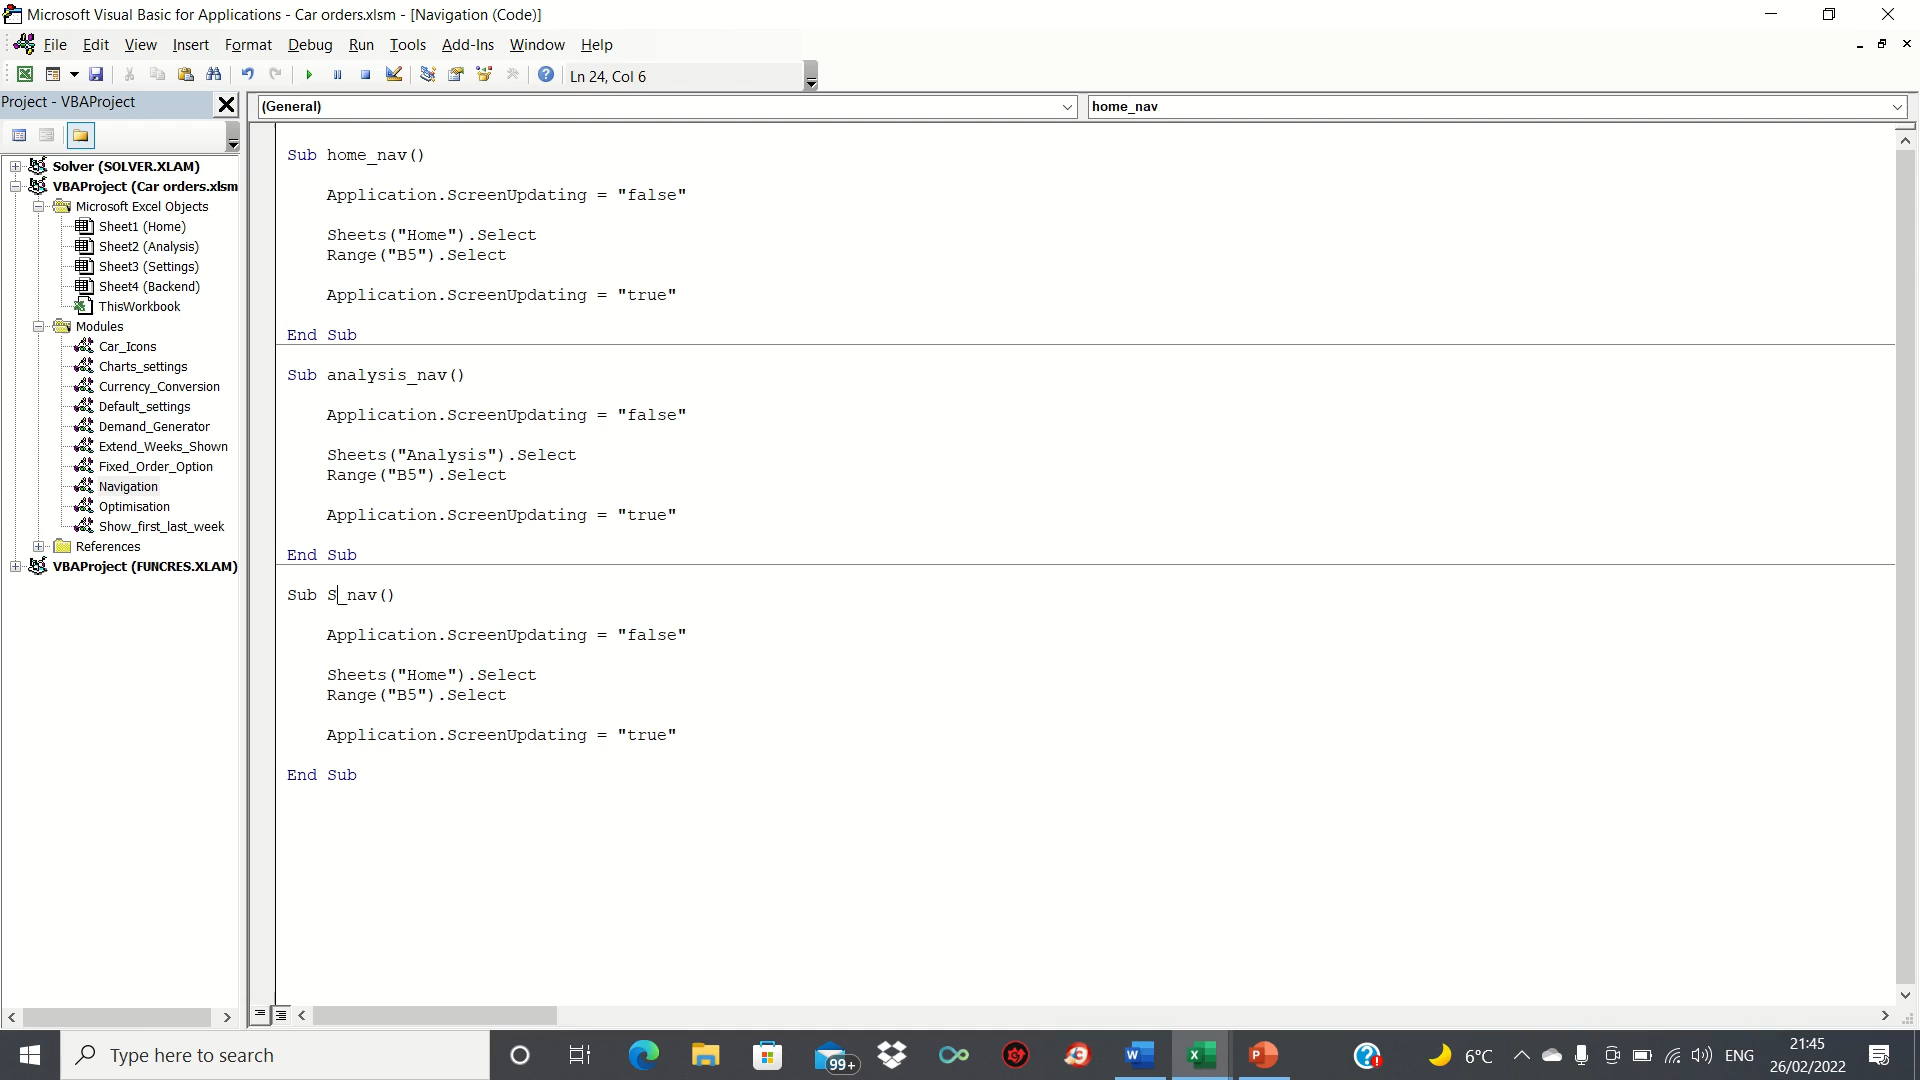 Microsoft Visual Basic for Applications - Car orders.xlsm - [Navigation (Code)]
File Edit View Insert Format Debug Run Tools Add-Ins Window Help
Ln 24, Col 6
Project - VBAProject
(General)
home_nav
Solver (SOLVER.XLAM)
VBAProject (Car orders.xlsm
Microsoft Excel Objects
Sheet1 (Home)
Sheet2 (Analysis)
Sheet3 (Settings)
Sheet4 (Backend)
ThisWorkbook
Modules
Car_Icons
Charts_settings
Currency_Conversion
Default_settings
Demand_Generator
Extend_Weeks_Shown
Fixed_Order_Option
Navigation
Optimisation
Show_first_last_week
References
VBAProject (FUNCRES.XLAM)
Sub home_nav()
Application.ScreenUpdating = "false"
Sheets("Home").Select
Range("B5").Select
Application.ScreenUpdating = "true"
End Sub
Sub analysis_nav()
Application.ScreenUpdating = "false"
Sheets("Analysis").Select
Range("B5").Select
Application.ScreenUpdating = "true"
End Sub
Sub S_nav()
Application.ScreenUpdating = "false"
Sheets("Home").Select
Range("B5").Select
Application.ScreenUpdating = "true"
End Sub
Type here to search
99+
6°C
ENG
21:45
26/02/2022